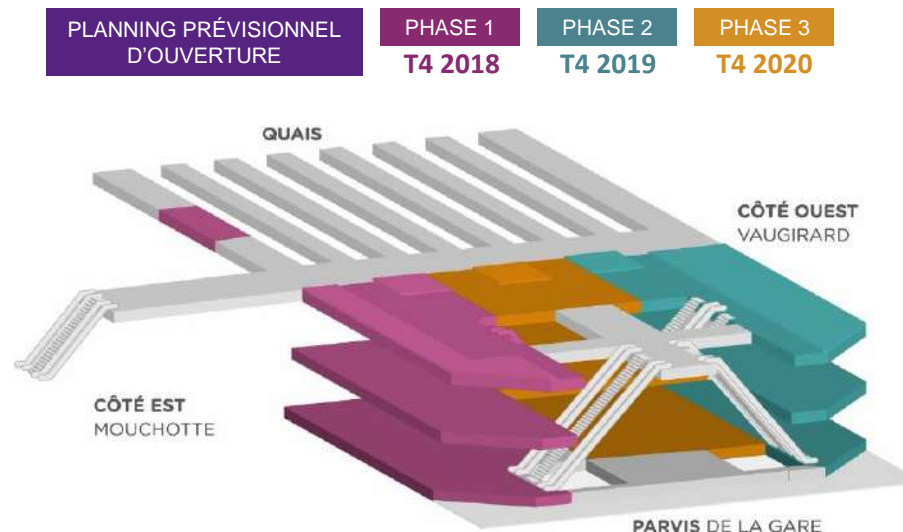 PLANNING PRÉVISIONNEL
D'OUVERTURE
PHASE 1
T4 2018
PHASE 2
T4 2019
PHASE 3
T4 2020
QUAIS
CÔTÉ OUEST
VAUGIRARD
CÔTÉ EST
MOUCHOTTE
PARVIS DE LA GARE